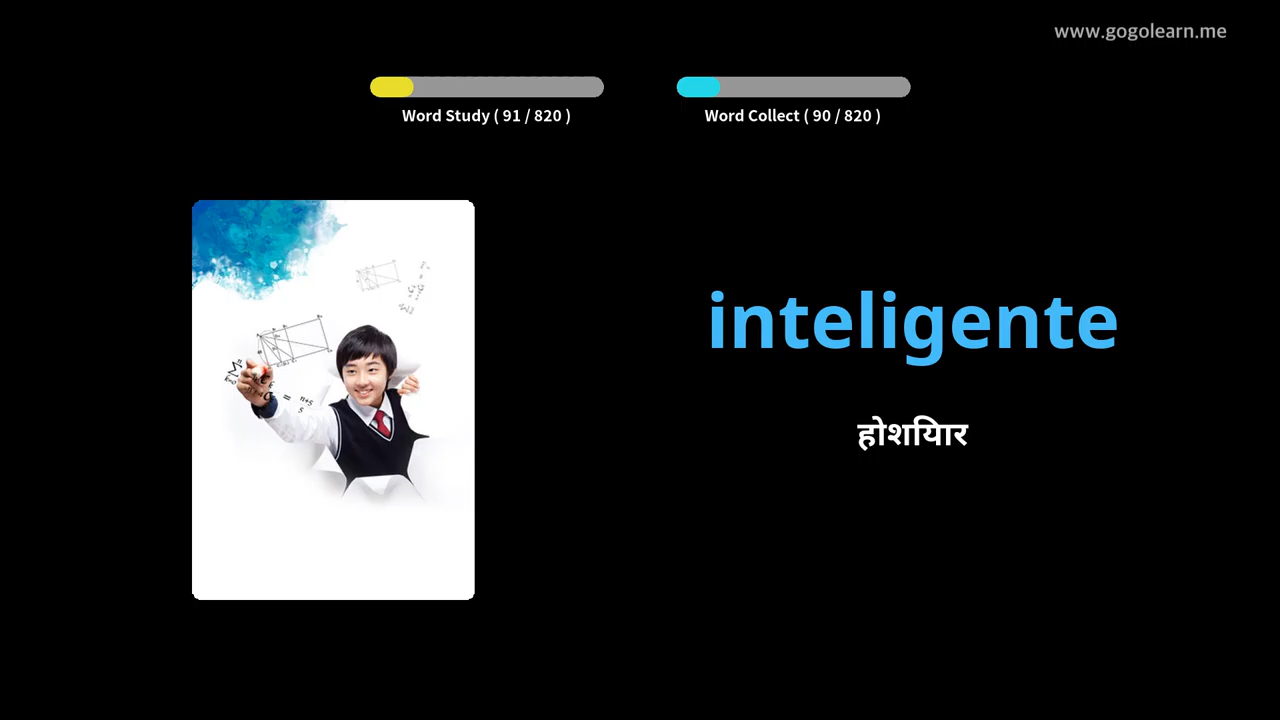 www.gogolearn.me
Word Study ( 91 / 820 )
Word Collect ( 90 / 820 )
inteligente
होशियार